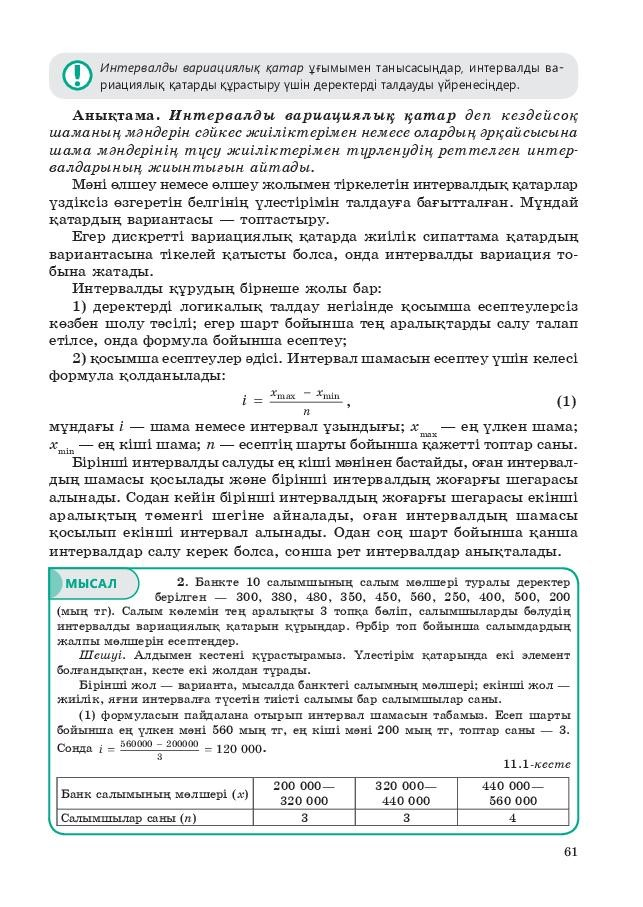 Интервалды вариациялық қатар ұғымымен танысасыңдар, интервалды ва-
риациялық қатарды құрастыру үшін деректерді талдауды үйренесіңдер.
Анықтама. Интервалды вариациялық қатар деп кездейсоқ
шаманың мәндерін сәйкес жиіліктерімен немесе олардың әрқайсысына
шама мәндерінің түсу жиіліктерімен түрленудің реттелген интер-
валдарының жиынтығын айтады.
Мәні өлшеу немесе өлшеу жолымен тіркелетін интервалдық қатарлар
үздіксіз өзгеретін белгінің үлестірімін талдауға бағытталған. Мұндай
қатардың вариантасы — топтастыру.
Егер дискретті вариациялық қатарда жиілік сипаттама қатардың
вариантасына тікелей қатысты болса, онда интервалды вариация то-
бына жатады.
Интервалды құрудың бірнеше жолы бар:
1) деректерді логикалық талдау негізінде қосымша есептеулерсіз
көзбен шолу тәсілі; егер шарт бойынша тең аралықтарды салу талап
етілсе, онда формула бойынша есептеу;
2) қосымша есептеулер әдісі. Интервал шамасын есептеу үшін келесі
формула қолданылады:
i = (x_max − x_min) / n , (1)
мұндағы i — шама немесе интервал ұзындығы; x_max — ең үлкен шама;
x_min — ең кіші шама; n — есептің шарты бойынша қажетті топтар саны.
Бірінші интервалды салуды ең кіші мәнінен бастайды, оған интервал-
дың шамасы қосылады және бірінші интервалдың жоғарғы шегарасы
алынады. Содан кейін бірінші интервалдың жоғарғы шегарасы екінші
аралықтың төменгі шегіне айналады, оған интервалдың шамасы
қосылып екінші интервал алынады. Одан соң шарт бойынша қанша
интервалдар салу керек болса, сонша рет интервалдар анықталады.
МЫСАЛ
2. Банкте 10 салымшының салым мөлшері туралы деректер
берілген — 300, 380, 480, 350, 450, 560, 250, 400, 500, 200
(мың тг). Салым көлемін тең аралықты 3 топқа бөліп, салымшыларды бөлудің
интервалды вариациялық қатарын құрыңдар. Әрбір топ бойынша салымдардың
жалпы мөлшерін есептеңдер.
Шешуі. Алдымен кестені құрастырамыз. Үлестірім қатарында екі элемент
болғандықтан, кесте екі жолдан тұрады.
Бірінші жол — варианта, мысалда банктегі салымның мөлшері; екінші жол —
жиілік, яғни интервалға түсетін тиісті салымы бар салымшылар саны.
(1) формуласын пайдалана отырып интервал шамасын табамыз. Есеп шарты
бойынша ең үлкен мәні 560 мың тг, ең кіші мәні 200 мың тг, топтар саны — 3.
Сонда i = (560000 − 200000) / 3 = 120 000.
11.1-кесте
Банк салымының мөлшері (x) 200 000— 320 000 320 000— 440 000 440 000— 560 000
Салымшылар саны (n) 3 3 4
61